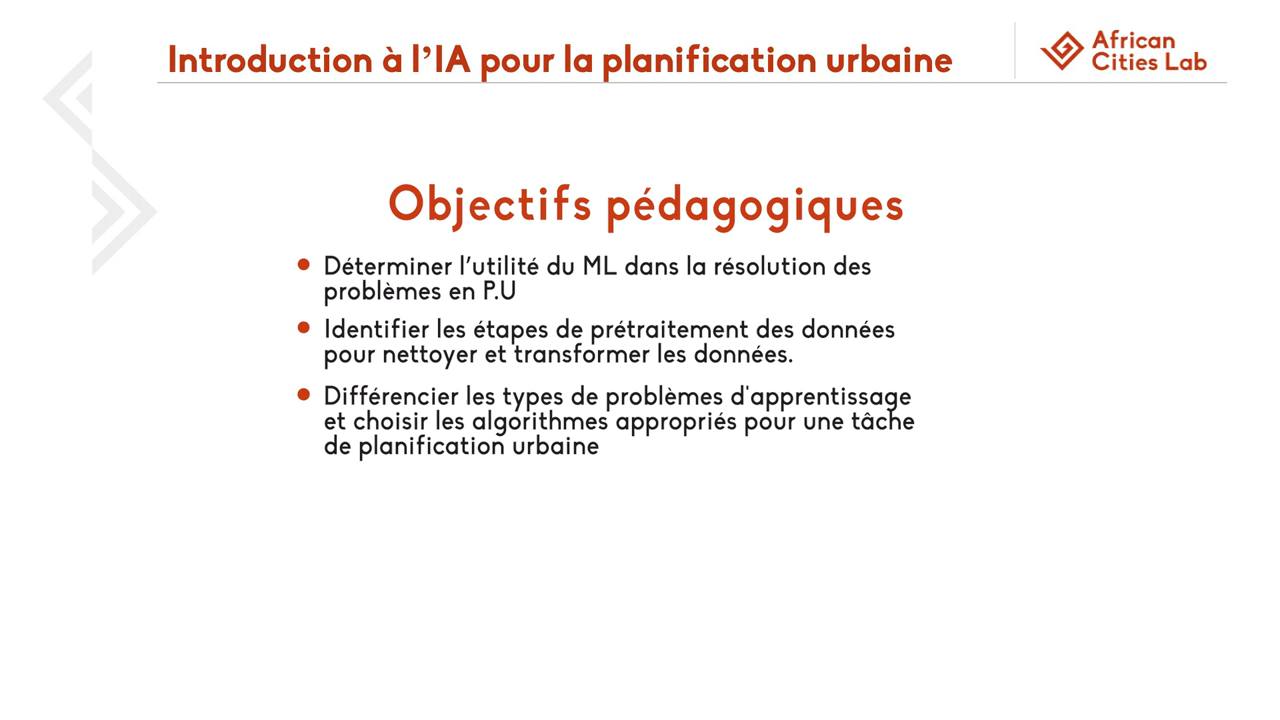 Introduction à l’IA pour la planification urbaine
African
Cities Lab
Objectifs pédagogiques
Déterminer l’utilité du ML dans la résolution des
problèmes en P.U
Identifier les étapes de prétraitement des données
pour nettoyer et transformer les données.
Différencier les types de problèmes d'apprentissage
et choisir les algorithmes appropriés pour une tâche
de planification urbaine